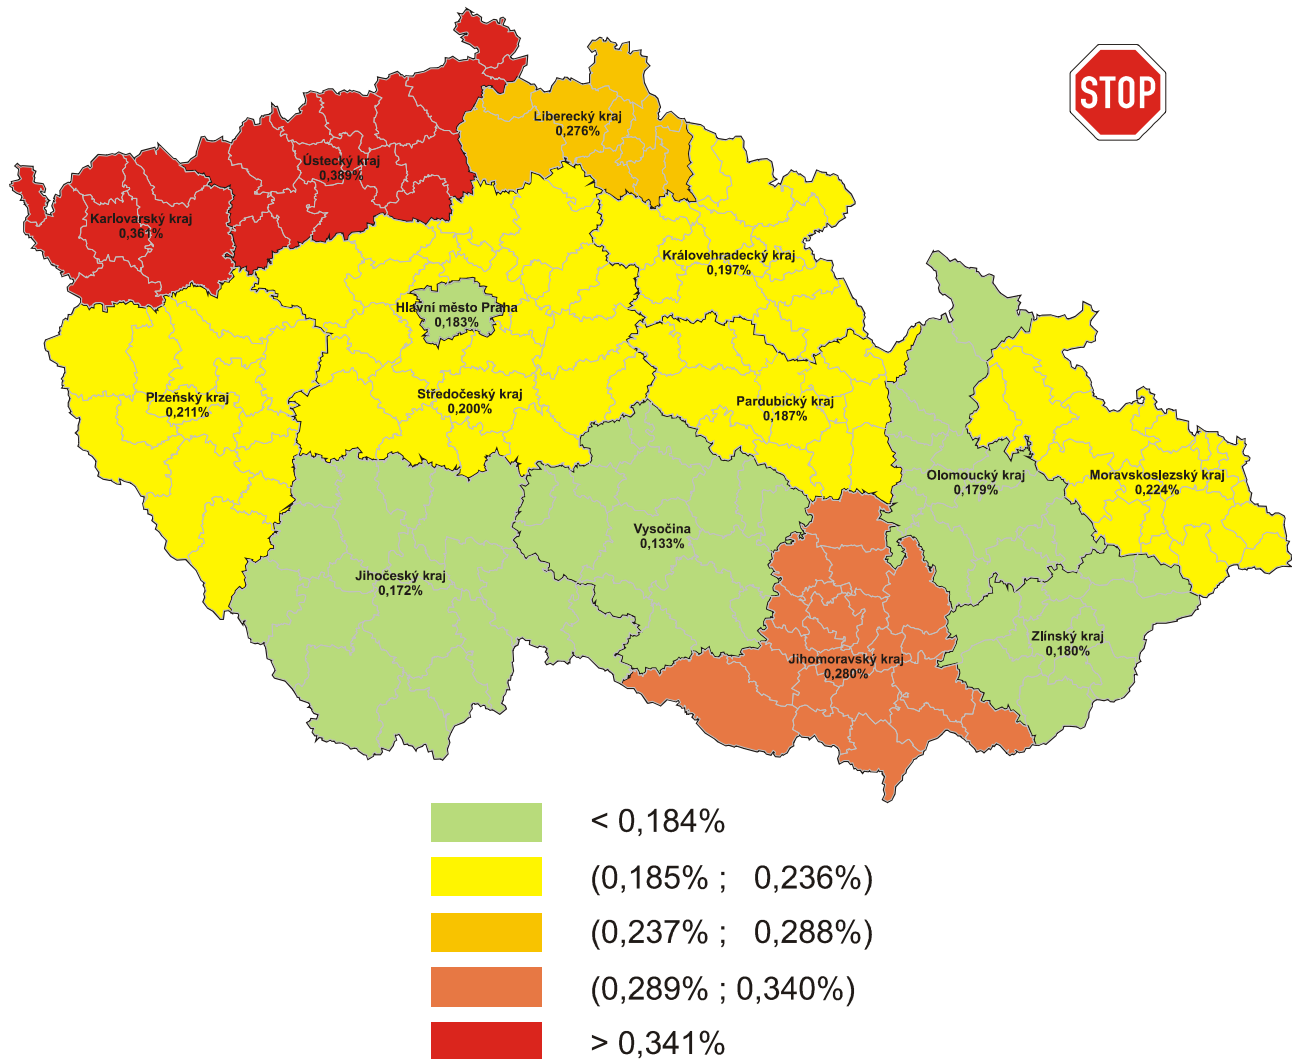 STOP
Liberecký kraj
0,276%
Ústecký kraj
0,389%
Karlovarský kraj
0,361%
Královehradecký kraj
0,197%
Hlavní město Praha
0,183%
Plzeňský kraj
0,211%
Středočeský kraj
0,200%
Pardubický kraj
0,187%
Olomoucký kraj
0,179%
Moravskoslezský kraj
0,224%
Vysočina
0,133%
Jihočeský kraj
0,172%
Zlínský kraj
0,180%
Jihomoravský kraj
0,280%
< 0,184%
(0,185% ; 0,236%)
(0,237% ; 0,288%)
(0,289% ; 0,340%)
> 0,341%